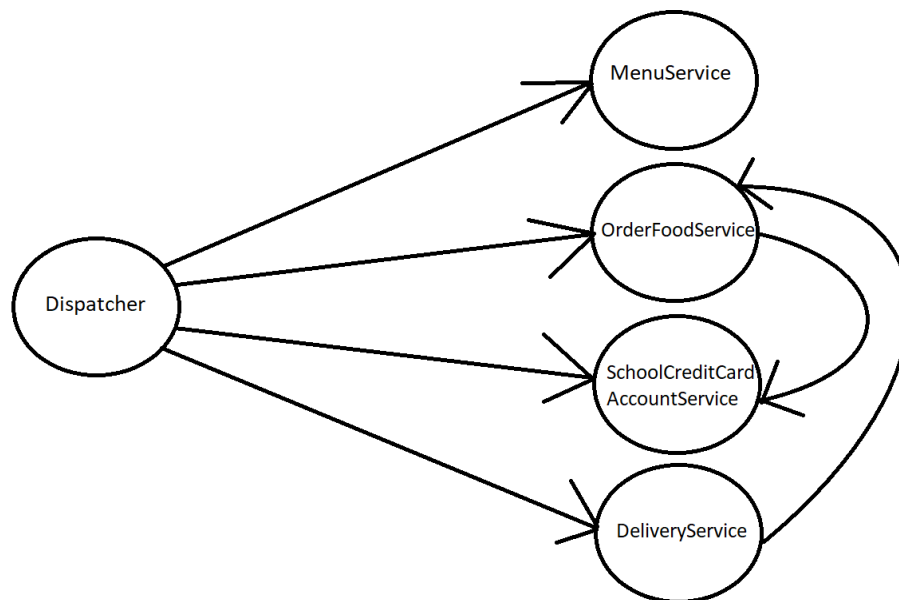 MenuService
OrderFoodService
Dispatcher
SchoolCreditCard
AccountService
DeliveryService